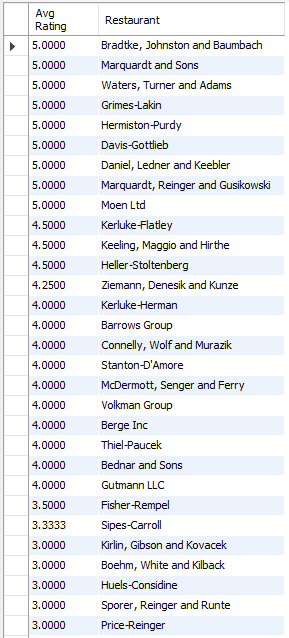 Avg Rating Restaurant
5.0000 Bradtke, Johnston and Baumbach
5.0000 Marquardt and Sons
5.0000 Waters, Turner and Adams
5.0000 Grimes-Lakin
5.0000 Hermiston-Purdy
5.0000 Davis-Gottlieb
5.0000 Daniel, Ledner and Keebler
5.0000 Marquardt, Reinger and Gusikowski
5.0000 Moen Ltd
4.5000 Kerluke-Flatley
4.5000 Keeling, Maggio and Hirthe
4.5000 Heller-Stoltenberg
4.2500 Ziemann, Denesik and Kunze
4.0000 Kerluke-Herman
4.0000 Barrows Group
4.0000 Connelly, Wolf and Murazik
4.0000 Stanton-D'Amore
4.0000 McDermott, Senger and Ferry
4.0000 Volkman Group
4.0000 Berge Inc
4.0000 Thiel-Paucek
4.0000 Bednar and Sons
4.0000 Gutmann LLC
3.5000 Fisher-Rempel
3.3333 Sipes-Carroll
3.0000 Kirlin, Gibson and Kovacek
3.0000 Boehm, White and Kilback
3.0000 Huels-Considine
3.0000 Sporer, Reinger and Runte
3.0000 Price-Reinger